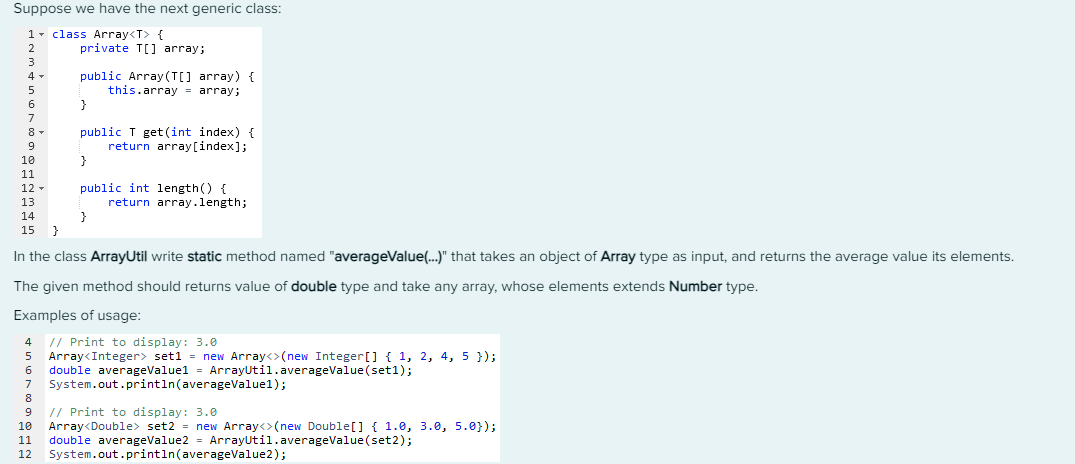 Suppose we have the next generic class:
1 class Array<T> {
2 private T[] array;
3
4 public Array(T[] array) {
5 this.array = array;
6 }
7
8 public T get(int index) {
9 return array[index];
10 }
11
12 public int length() {
13 return array.length;
14 }
15 }
In the class ArrayUtil write static method named "averageValue(...)" that takes an object of Array type as input, and returns the average value its elements.
The given method should returns value of double type and take any array, whose elements extends Number type.
Examples of usage:
4 // Print to display: 3.0
5 Array<Integer> set1 = new Array<>(new Integer[] { 1, 2, 4, 5 });
6 double averageValue1 = ArrayUtil.averageValue(set1);
7 System.out.println(averageValue1);
8
9 // Print to display: 3.0
10 Array<Double> set2 = new Array<>(new Double[] { 1.0, 3.0, 5.0});
11 double averageValue2 = ArrayUtil.averageValue(set2);
12 System.out.println(averageValue2);